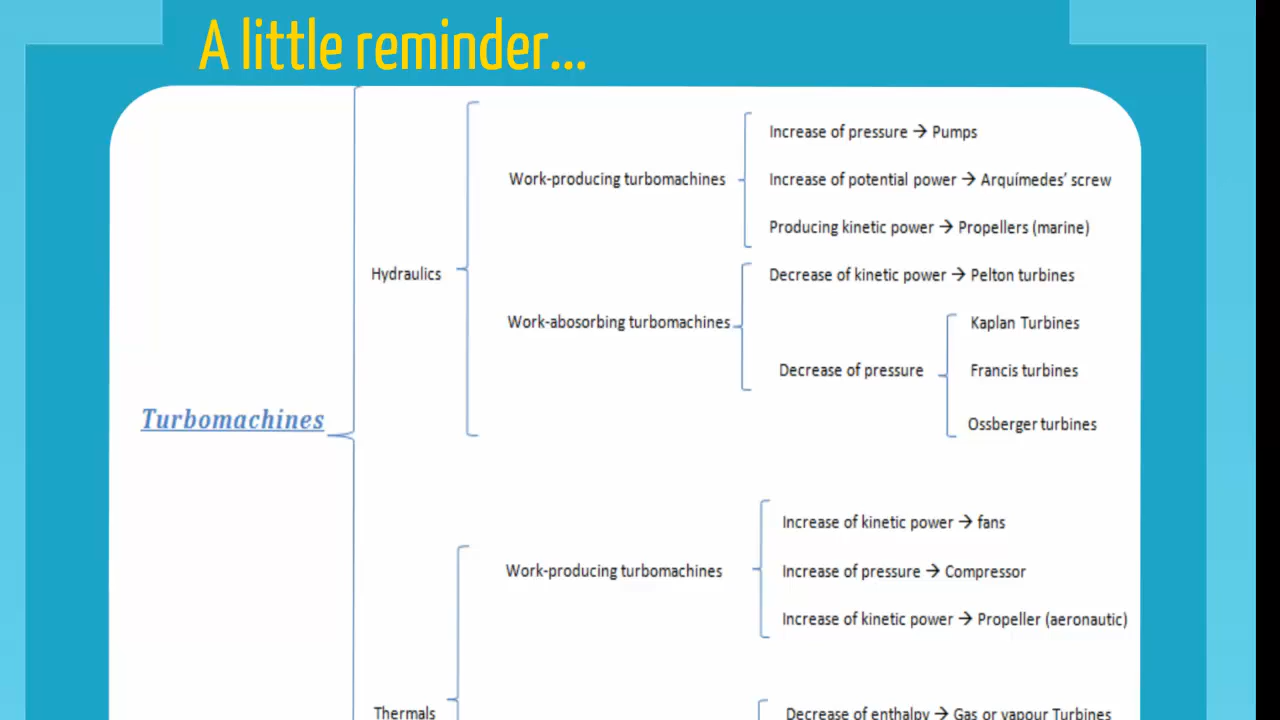 A little reminder...
Increase of pressure → Pumps
Work-producing turbomachines
Increase of potential power → Arquímedes' screw
Producing kinetic power → Propellers (marine)
Hydraulics
Decrease of kinetic power → Pelton turbines
Work-abosorbing turbomachines
Kaplan Turbines
Decrease of pressure
Francis turbines
Ossberger turbines
Turbomachines
Increase of kinetic power → fans
Work-producing turbomachines
Increase of pressure → Compressor
Increase of kinetic power → Propeller (aeronautic)
Thermals
Decrease of enthalpy → Gas or vapour Turbines